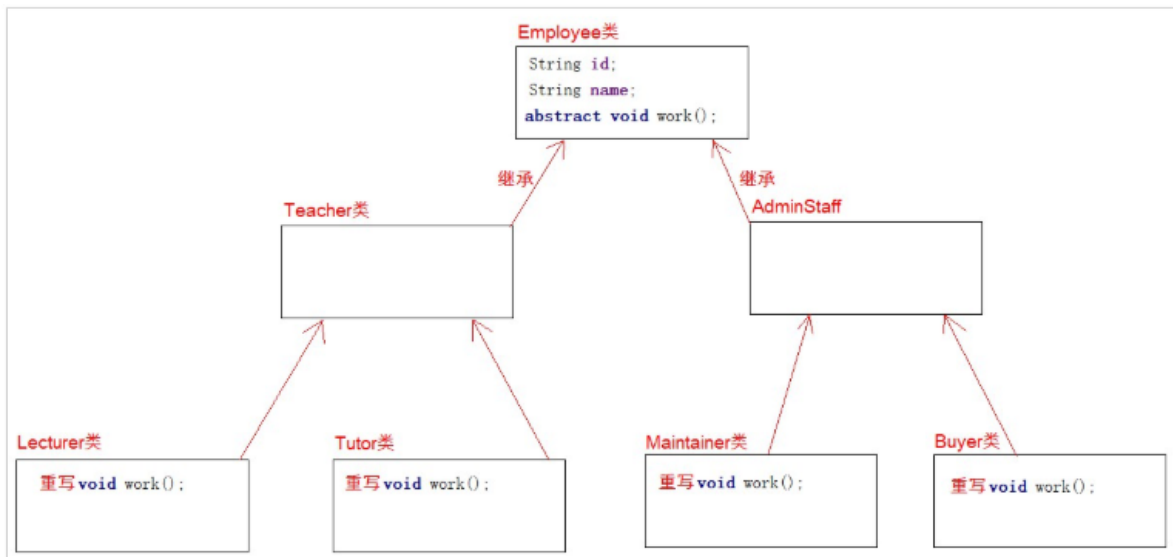 Employee类
String id;
String name;
abstract void work();
继承
继承
Teacher类
AdminStaff
Lecturer类
Tutor类
Maintainer类
Buyer类
重写void work();
重写void work();
重写void work();
重写void work();